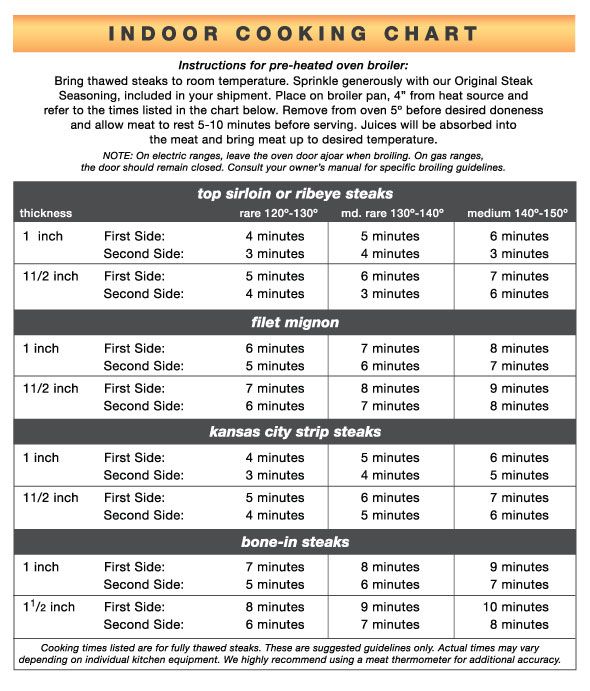 INDOOR COOKING CHART
Instructions for pre-heated oven broiler:
Bring thawed steaks to room temperature. Sprinkle generously with our Original Steak
Seasoning, included in your shipment. Place on broiler pan, 4” from heat source and
refer to the times listed in the chart below. Remove from oven 5º before desired doneness
and allow meat to rest 5-10 minutes before serving. Juices will be absorbed into
the meat and bring meat up to desired temperature.
NOTE: On electric ranges, leave the oven door ajoar when broiling. On gas ranges,
the door should remain closed. Consult your owner's manual for specific broiling guidelines.
top sirloin or ribeye steaks
thickness rare 120º-130º md. rare 130º-140º medium 140º-150º
1 inch First Side: 4 minutes 5 minutes 6 minutes
Second Side: 3 minutes 4 minutes 3 minutes
11/2 inch First Side: 5 minutes 6 minutes 7 minutes
Second Side: 4 minutes 3 minutes 6 minutes
filet mignon
1 inch First Side: 6 minutes 7 minutes 8 minutes
Second Side: 5 minutes 6 minutes 7 minutes
11/2 inch First Side: 7 minutes 8 minutes 9 minutes
Second Side: 6 minutes 7 minutes 8 minutes
kansas city strip steaks
1 inch First Side: 4 minutes 5 minutes 6 minutes
Second Side: 3 minutes 4 minutes 5 minutes
11/2 inch First Side: 5 minutes 6 minutes 7 minutes
Second Side: 4 minutes 5 minutes 6 minutes
bone-in steaks
1 inch First Side: 7 minutes 8 minutes 9 minutes
Second Side: 5 minutes 6 minutes 7 minutes
1 1/2 inch First Side: 8 minutes 9 minutes 10 minutes
Second Side: 6 minutes 7 minutes 8 minutes
Cooking times listed are for fully thawed steaks. These are suggested guidelines only. Actual times may vary
depending on individual kitchen equipment. We highly recommend using a meat thermometer for additional accuracy.